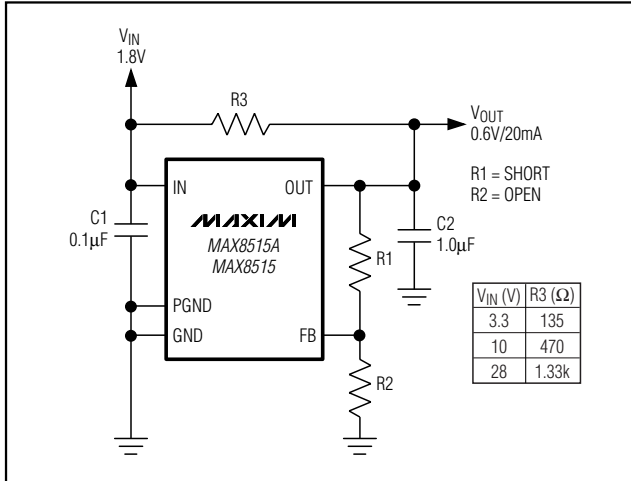 VIN
1.8V
R3
VOUT
0.6V/20mA
R1 = SHORT
R2 = OPEN
IN
OUT
C1
0.1μF
MAXIM
MAX8515A
MAX8515
R1
C2
1.0μF
PGND
GND
FB
R2
VIN (V) R3 (Ω)
3.3 135
10 470
28 1.33k